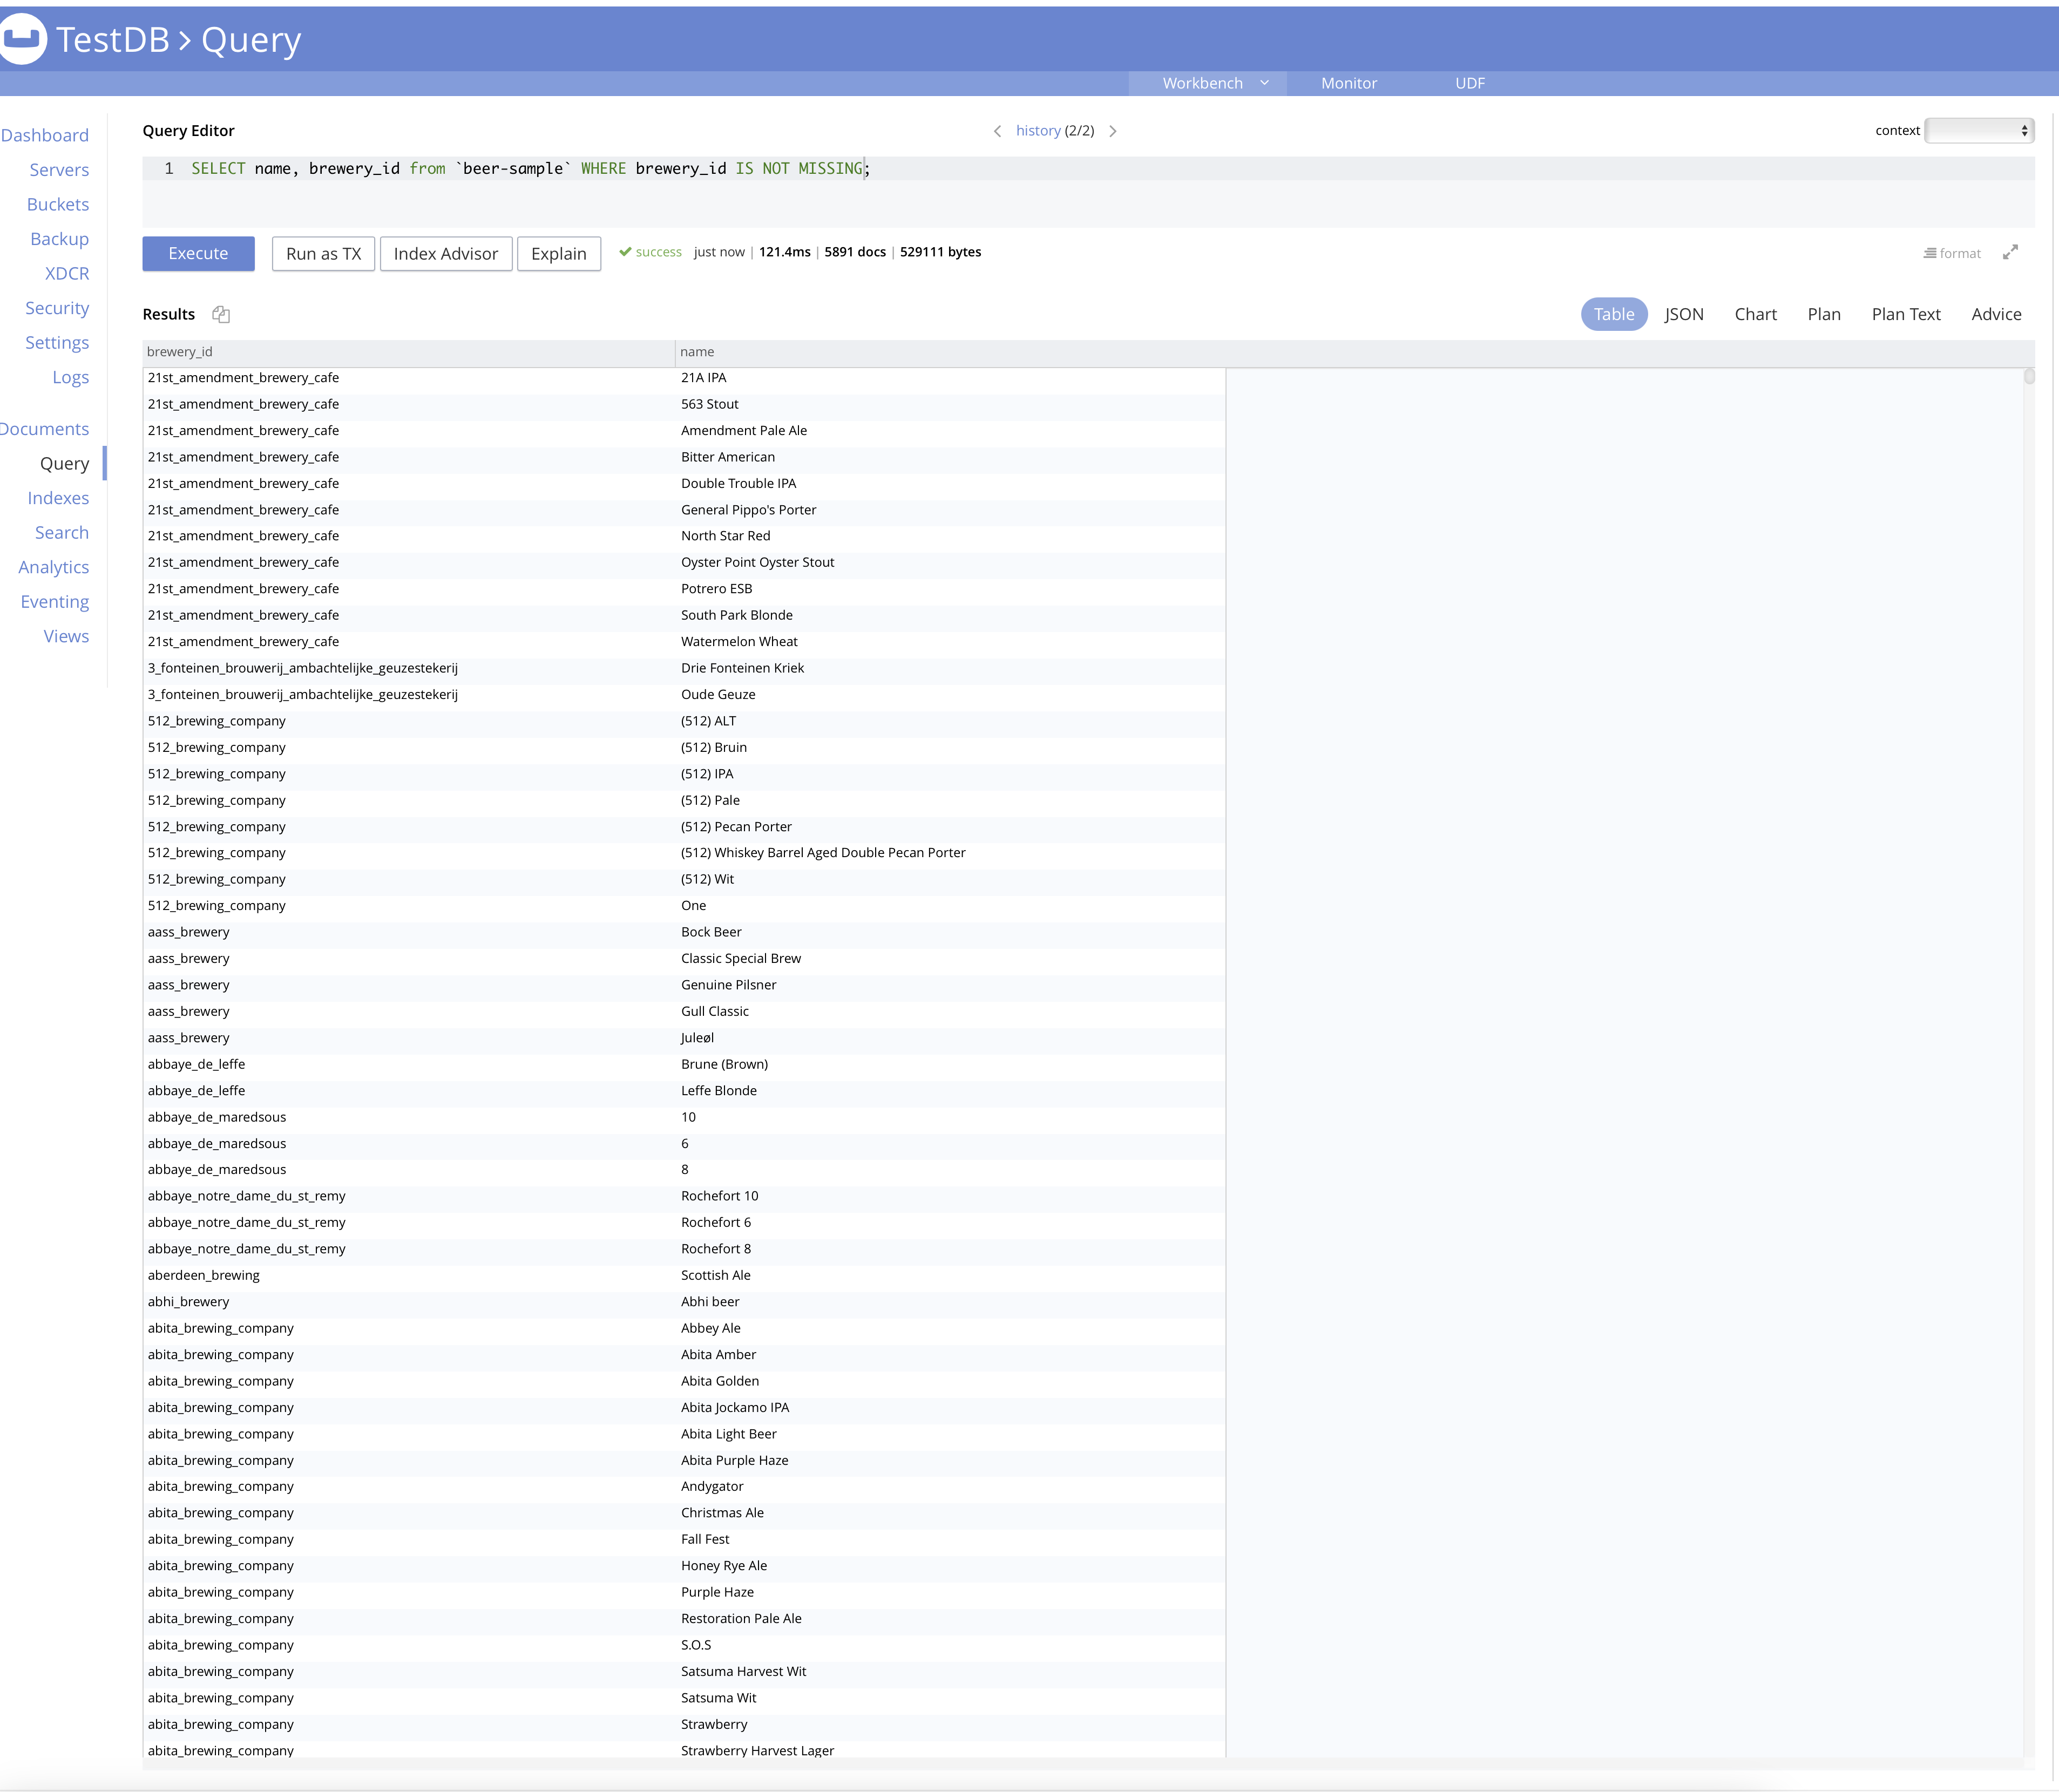 TestDB > Query
Workbench Monitor UDF
Dashboard
Servers
Buckets
Backup
XDCR
Security
Settings
Logs
Documents
Query
Indexes
Search
Analytics
Eventing
Views
Query Editor history (2/2) context
1 SELECT name, brewery_id from `beer-sample` WHERE brewery_id IS NOT MISSING;
Execute Run as TX Index Advisor Explain success just now | 121.4ms | 5891 docs | 529111 bytes format
Results Table JSON Chart Plan Plan Text Advice
brewery_id name
21st_amendment_brewery_cafe 21A IPA
21st_amendment_brewery_cafe 563 Stout
21st_amendment_brewery_cafe Amendment Pale Ale
21st_amendment_brewery_cafe Bitter American
21st_amendment_brewery_cafe Double Trouble IPA
21st_amendment_brewery_cafe General Pippo's Porter
21st_amendment_brewery_cafe North Star Red
21st_amendment_brewery_cafe Oyster Point Oyster Stout
21st_amendment_brewery_cafe Potrero ESB
21st_amendment_brewery_cafe South Park Blonde
21st_amendment_brewery_cafe Watermelon Wheat
3_fonteinen_brouwerij_ambachtelijke_geuzestekerij Drie Fonteinen Kriek
3_fonteinen_brouwerij_ambachtelijke_geuzestekerij Oude Geuze
512_brewing_company (512) ALT
512_brewing_company (512) Bruin
512_brewing_company (512) IPA
512_brewing_company (512) Pale
512_brewing_company (512) Pecan Porter
512_brewing_company (512) Whiskey Barrel Aged Double Pecan Porter
512_brewing_company (512) Wit
512_brewing_company One
aass_brewery Bock Beer
aass_brewery Classic Special Brew
aass_brewery Genuine Pilsner
aass_brewery Gull Classic
aass_brewery Juleøl
abbaye_de_leffe Brune (Brown)
abbaye_de_leffe Leffe Blonde
abbaye_de_maredsous 10
abbaye_de_maredsous 6
abbaye_de_maredsous 8
abbaye_notre_dame_du_st_remy Rochefort 10
abbaye_notre_dame_du_st_remy Rochefort 6
abbaye_notre_dame_du_st_remy Rochefort 8
aberdeen_brewing Scottish Ale
abhi_brewery Abhi beer
abita_brewing_company Abbey Ale
abita_brewing_company Abita Amber
abita_brewing_company Abita Golden
abita_brewing_company Abita Jockamo IPA
abita_brewing_company Abita Light Beer
abita_brewing_company Abita Purple Haze
abita_brewing_company Andygator
abita_brewing_company Christmas Ale
abita_brewing_company Fall Fest
abita_brewing_company Honey Rye Ale
abita_brewing_company Purple Haze
abita_brewing_company Restoration Pale Ale
abita_brewing_company S.O.S
abita_brewing_company Satsuma Harvest Wit
abita_brewing_company Satsuma Wit
abita_brewing_company Strawberry
abita_brewing_company Strawberry Harvest Lager